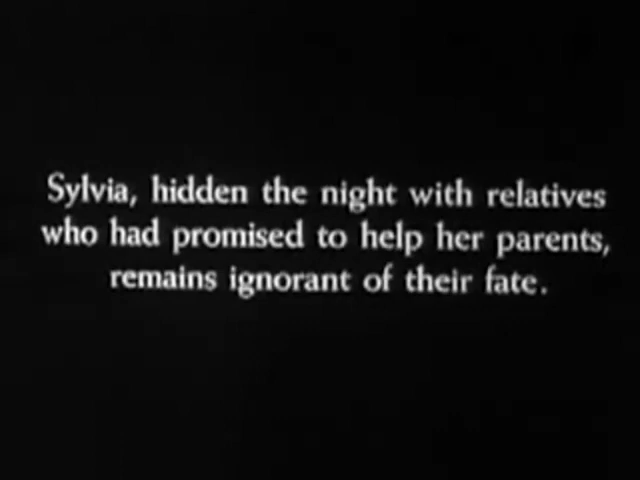 Sylvia, hidden the night with relatives
who had promised to help her parents,
remains ignorant of their fate.